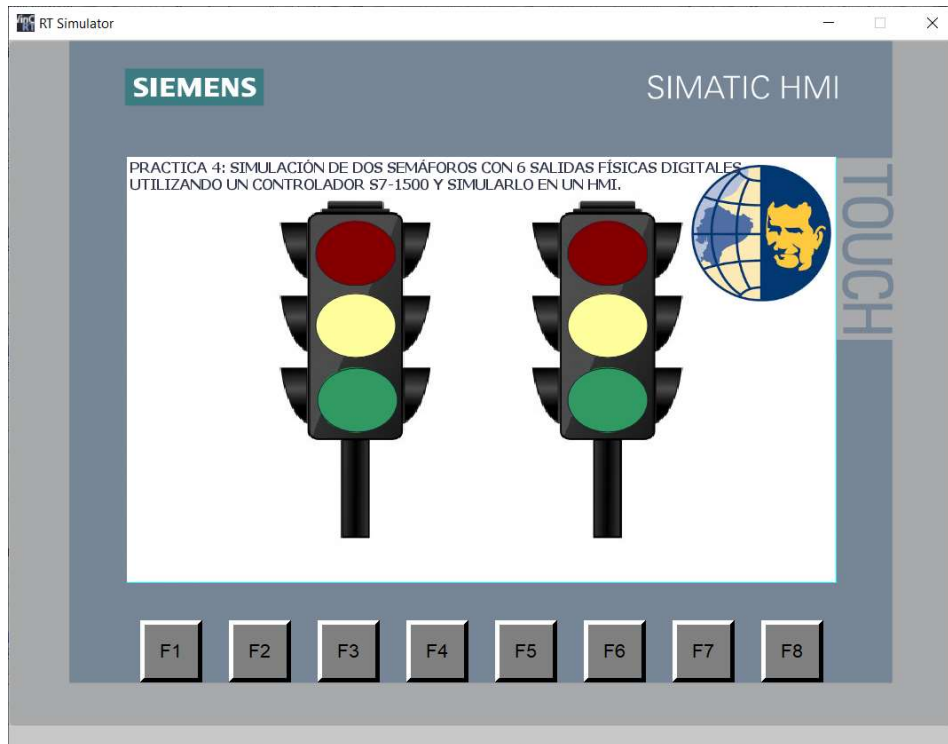 RT Simulator
SIEMENS
SIMATIC HMI
PRACTICA 4: SIMULACIÓN DE DOS SEMÁFOROS CON 6 SALIDAS FÍSICAS DIGITALES
UTILIZANDO UN CONTROLADOR S7-1500 Y SIMULARLO EN UN HMI.
TOUCH
F1 F2 F3 F4 F5 F6 F7 F8